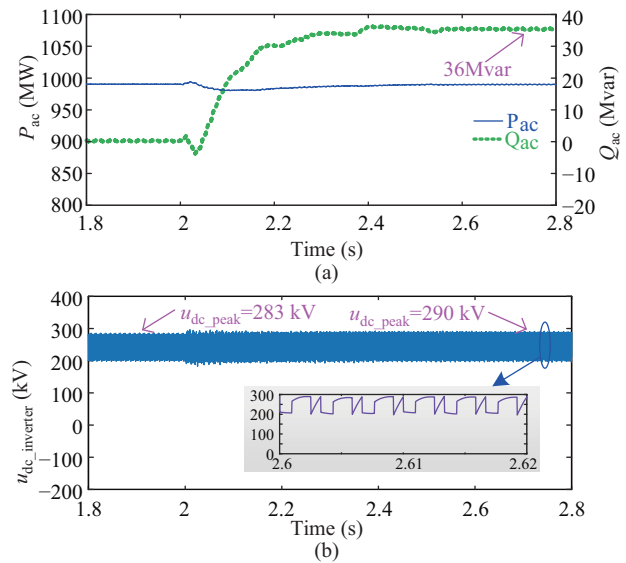 1100 40
1050 30
1000 20
950 10
900 0
850 −10
800 −20
P_ac (MW)
Q_ac (Mvar)
36Mvar
Pac
Qac
1.8 2 2.2 2.4 2.6 2.8
Time (s)
(a)
400
300
200
100
0
−100
−200
u_dc_inverter (kV)
u_dc_peak=283 kV u_dc_peak=290 kV
300
200
100
0
2.6 2.61 2.62
1.8 2 2.2 2.4 2.6 2.8
Time (s)
(b)